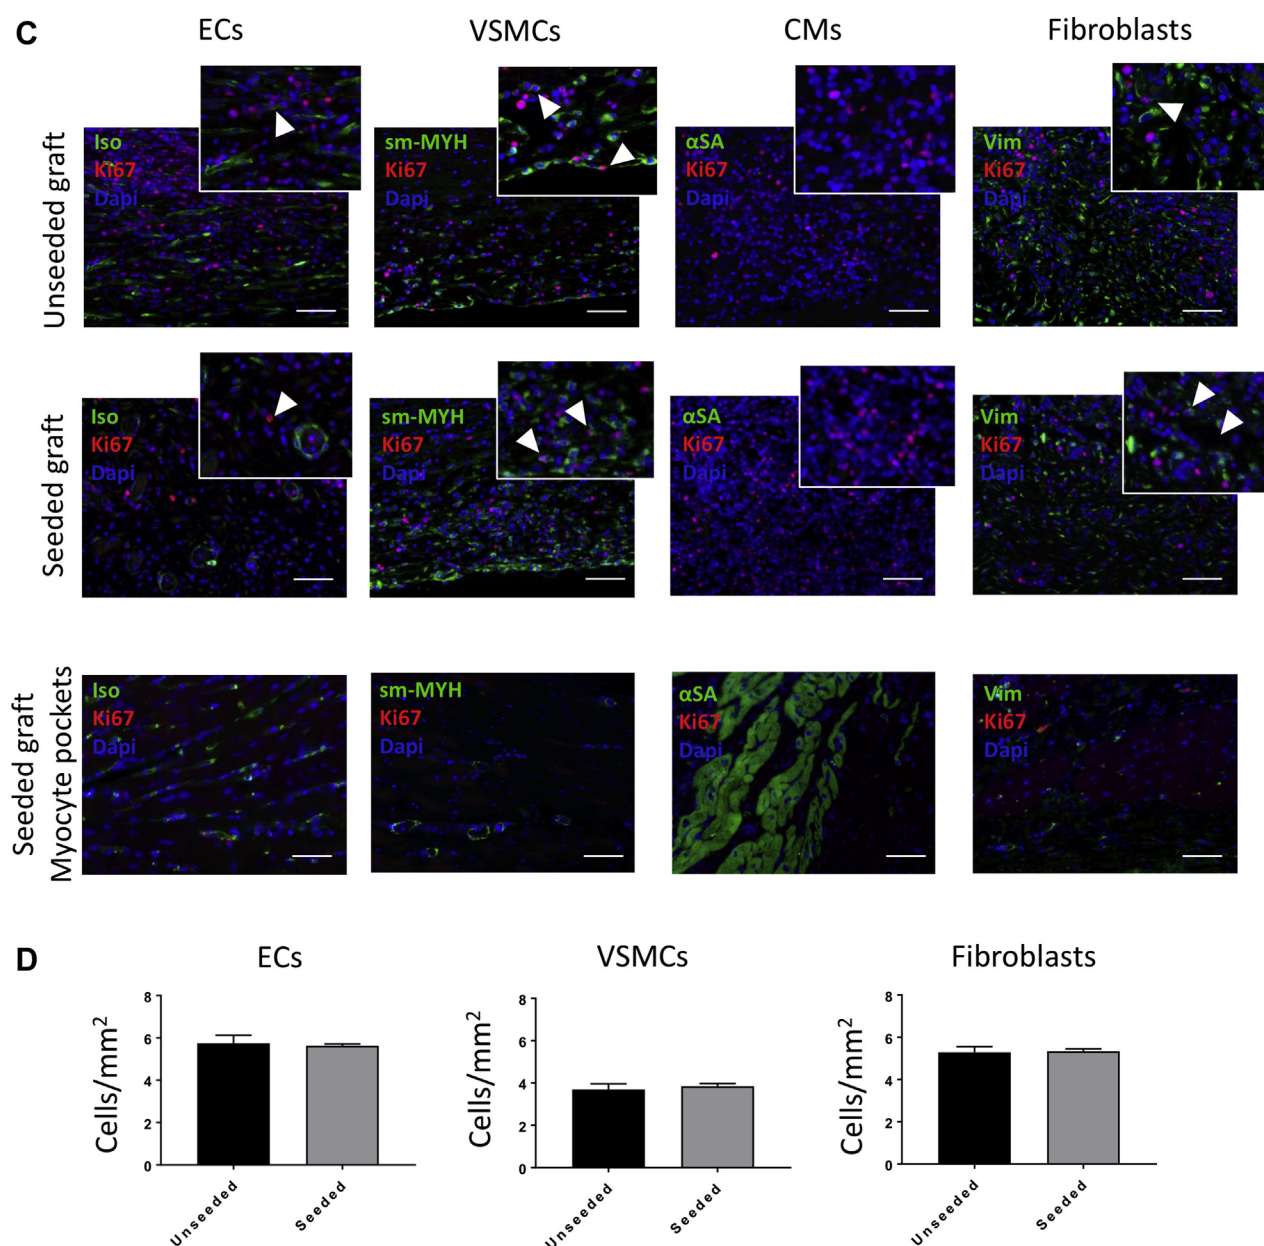 C
ECs
VSMCs
CMs
Fibroblasts
Unseeded graft
Iso
Ki67
Dapi
sm-MYH
Ki67
Dapi
αSA
Ki67
Dapi
Vim
Ki67
Dapi
Seeded graft
Iso
Ki67
Dapi
sm-MYH
Ki67
Dapi
αSA
Ki67
Dapi
Vim
Ki67
Dapi
Seeded graft
Myocyte pockets
Iso
Ki67
Dapi
sm-MYH
Ki67
Dapi
αSA
Ki67
Dapi
Vim
Ki67
Dapi
D
ECs
Cells/mm²
8
6
4
2
0
Unseeded
Seeded
VSMCs
Cells/mm²
8
6
4
2
0
Unseeded
Seeded
Fibroblasts
Cells/mm²
8
6
4
2
0
Unseeded
Seeded